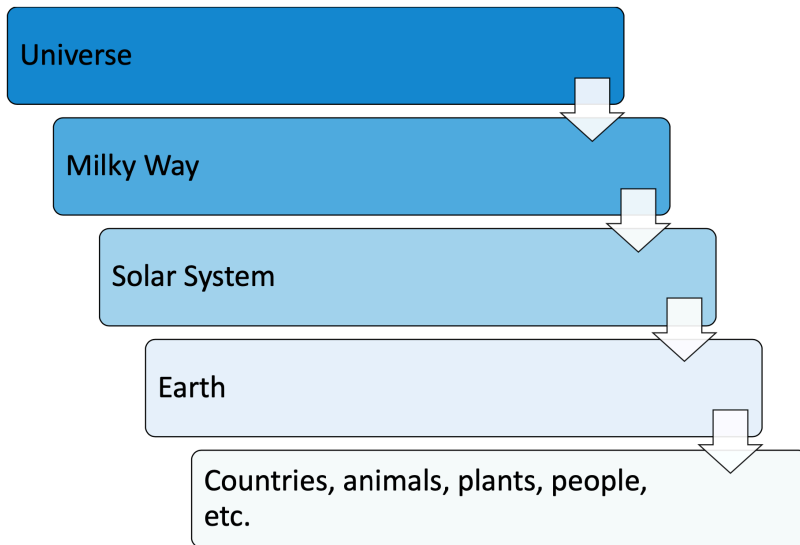 Universe
Milky Way
Solar System
Earth
Countries, animals, plants, people,
etc.